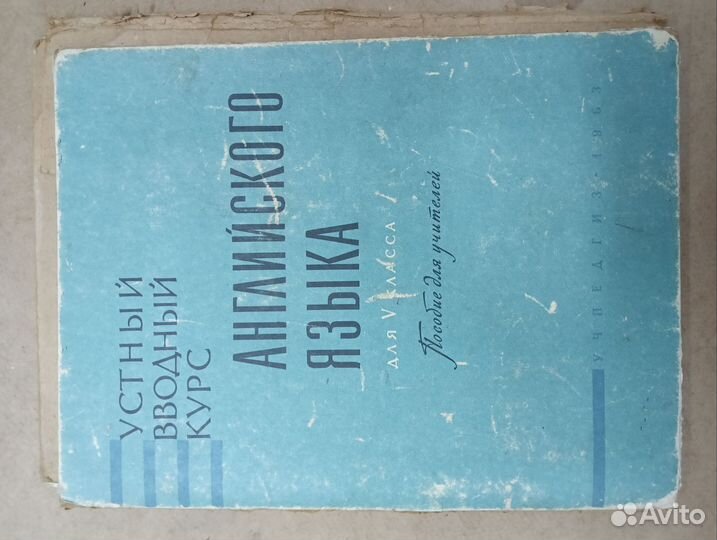 УСТНЫЙ
ВВОДНЫЙ
КУРС
АНГЛИЙСКОГО
ЯЗЫКА
ДЛЯ V КЛАССА
Пособие для учителей
УЧПЕДГИЗ-1963
Avito